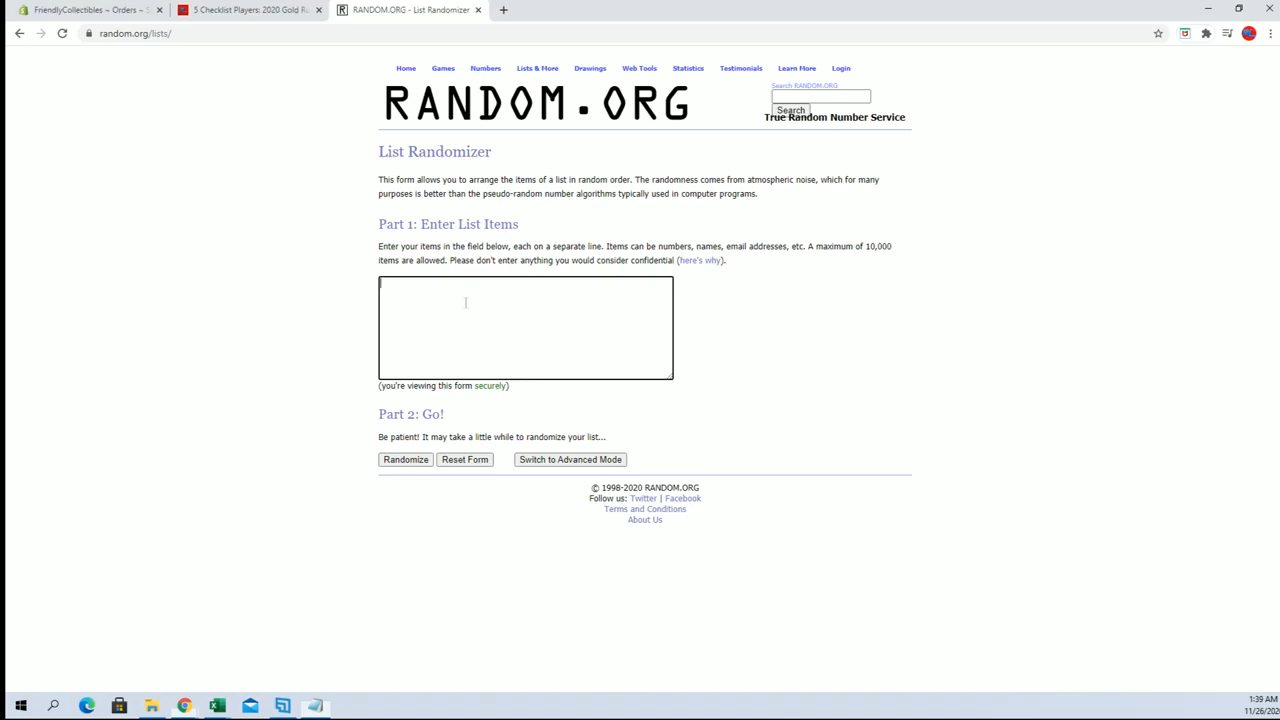 FriendlyCollectibles ~ Orders ~ S
5 Checklist Players: 2020 Gold Ru
RANDOM.ORG - List Randomizer
random.org/lists/
Home Games Numbers Lists & More Drawings Web Tools Statistics Testimonials Learn More Login
RANDOM.ORG
Search RANDOM.ORG
Search
True Random Number Service
List Randomizer
This form allows you to arrange the items of a list in random order. The randomness comes from atmospheric noise, which for many
purposes is better than the pseudo-random number algorithms typically used in computer programs.
Part 1: Enter List Items
Enter your items in the field below, each on a separate line. Items can be numbers, names, email addresses, etc. A maximum of 10,000
items are allowed. Please don't enter anything you would consider confidential (here's why).
(you're viewing this form securely)
Part 2: Go!
Be patient! It may take a little while to randomize your list...
Randomize Reset Form Switch to Advanced Mode
© 1998-2020 RANDOM.ORG
Follow us: Twitter | Facebook
Terms and Conditions
About Us
1:39 AM
11/26/202